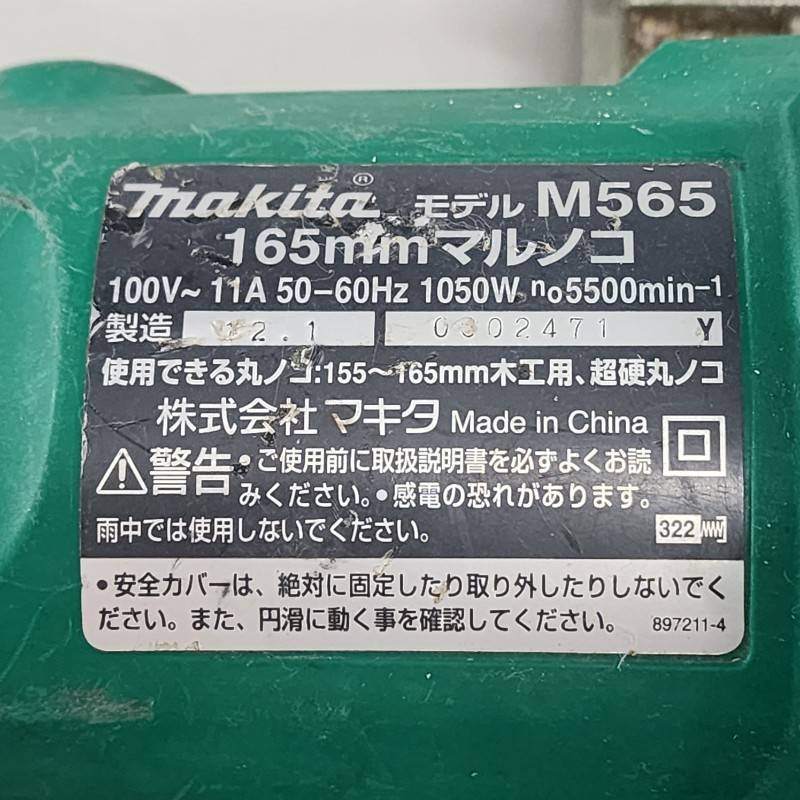 makita® モデル M565
165mmマルノコ
100V~ 11A 50-60Hz 1050W n₀5500min-1
製造 12.1 0302471 Y
使用できる丸ノコ:155~165mm木工用、超硬丸ノコ
株式会社 マキタ Made in China
警告 •ご使用前に取扱説明書を必ずよくお読
みください。•感電の恐れがあります。
雨中では使用しないでください。 322
•安全カバーは、絶対に固定したり取り外したりしないでく
ださい。また、円滑に動く事を確認してください。 897211-4